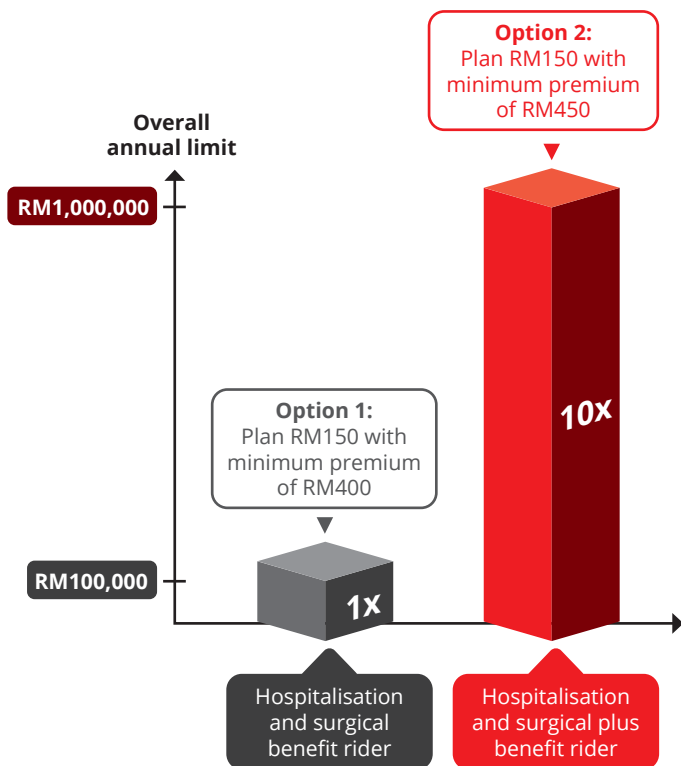 Option 2:
Plan RM150 with
minimum premium
of RM450
Overall
annual limit
RM1,000,000
10x
Option 1:
Plan RM150 with
minimum premium
of RM400
RM100,000
1x
Hospitalisation
and surgical
benefit rider
Hospitalisation
and surgical plus
benefit rider